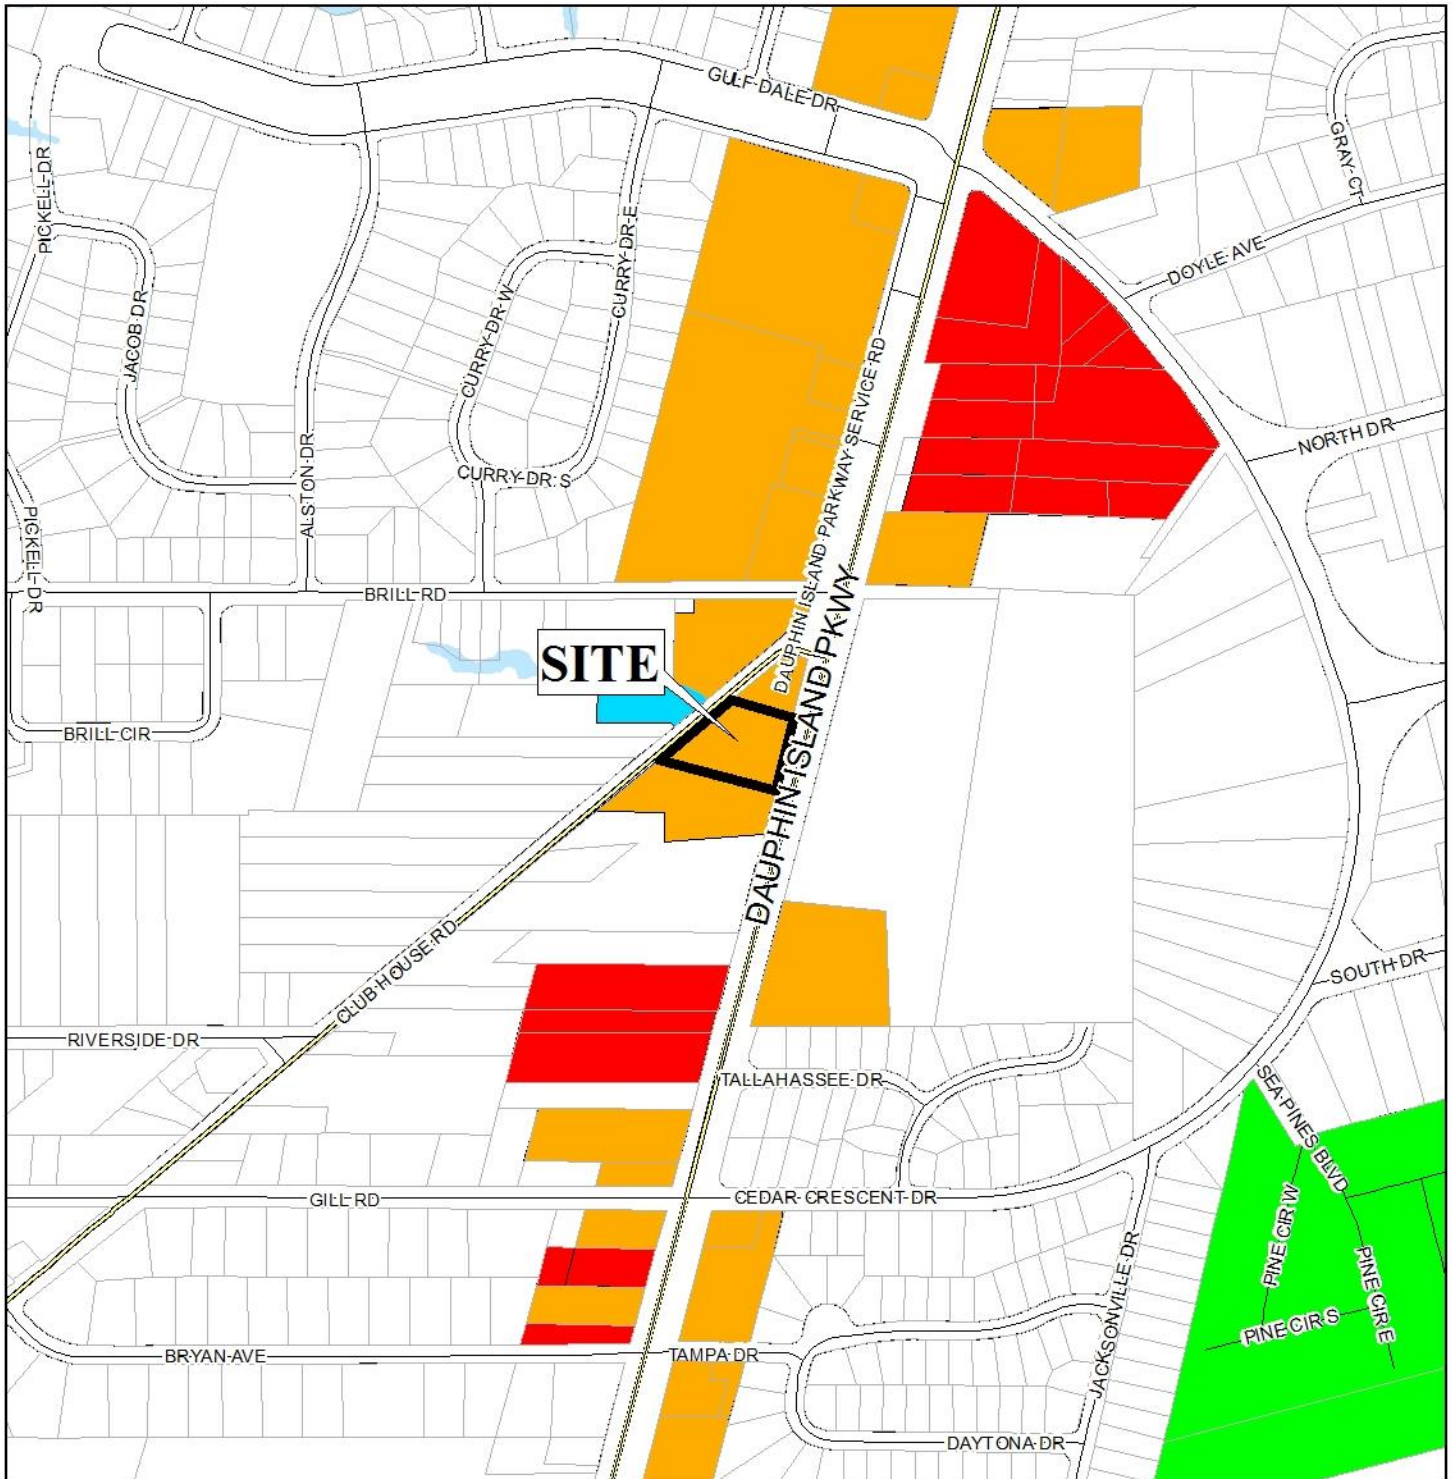 GULF DALE DR
GRAY CT
PICKELL DR
CURRY DR E
DOYLE AVE
JACOB DR
CURRY DR W
DAUPHIN ISLAND PARKWAY SERVICE RD
NORTH DR
ALSTON DR
CURRY DR S
PICKELL DR
BRILL RD
SITE
DAUPHIN ISLAND PKWY
BRILL CIR
CLUB HOUSE RD
SOUTH DR
RIVERSIDE DR
TALLAHASSEE DR
SEA PINES BLVD
GILL RD
CEDAR CRESCENT DR
PINE CIR W
JACKSONVILLE DR
PINE CIR E
PINE CIR S
BRYAN AVE
TAMPA DR
DAYTONA DR